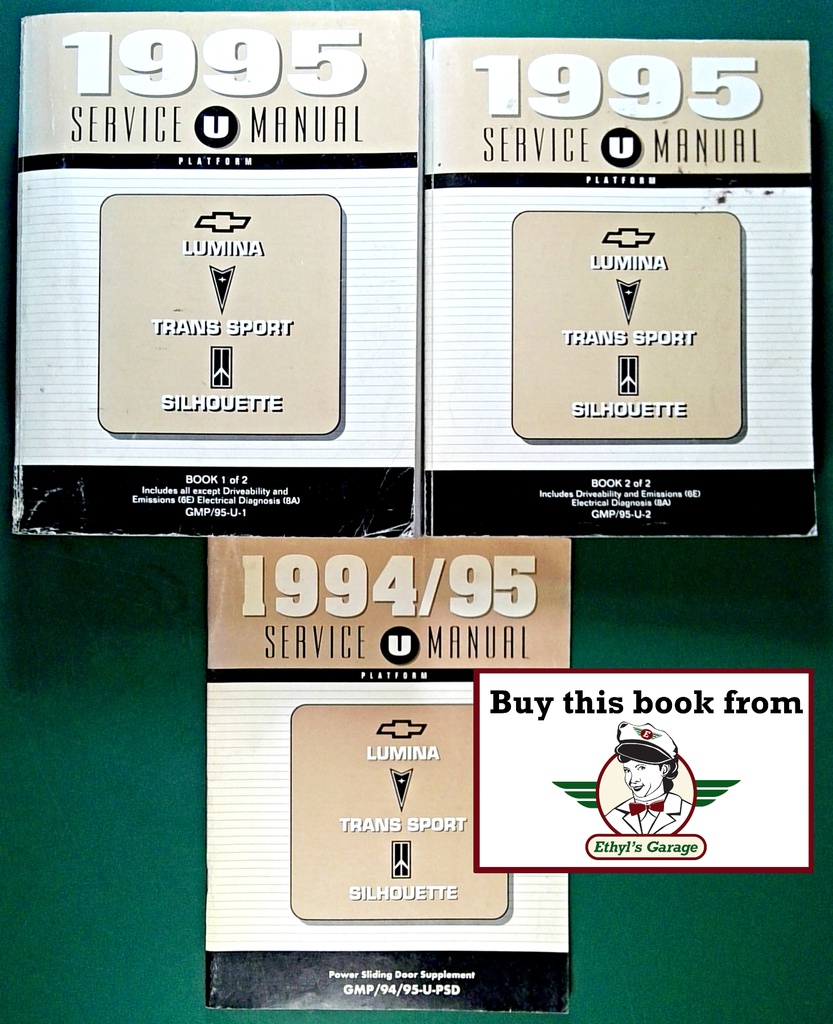 1995
SERVICE U MANUAL
PLATFORM
LUMINA
TRANS SPORT
SILHOUETTE
BOOK 1 of 2
Includes all except Driveability and
Emissions (6E) Electrical Diagnosis (8A)
GMP/95-U-1
1995
SERVICE U MANUAL
PLATFORM
LUMINA
TRANS SPORT
SILHOUETTE
BOOK 2 of 2
Includes Driveability and Emissions (6E)
Electrical Diagnosis (8A)
GMP/95-U-2
1994/95
SERVICE U MANUAL
PLATFORM
LUMINA
TRANS SPORT
SILHOUETTE
Power Sliding Door Supplement
GMP/94/95-U-PSD
Buy this book from
E
Ethyl's Garage